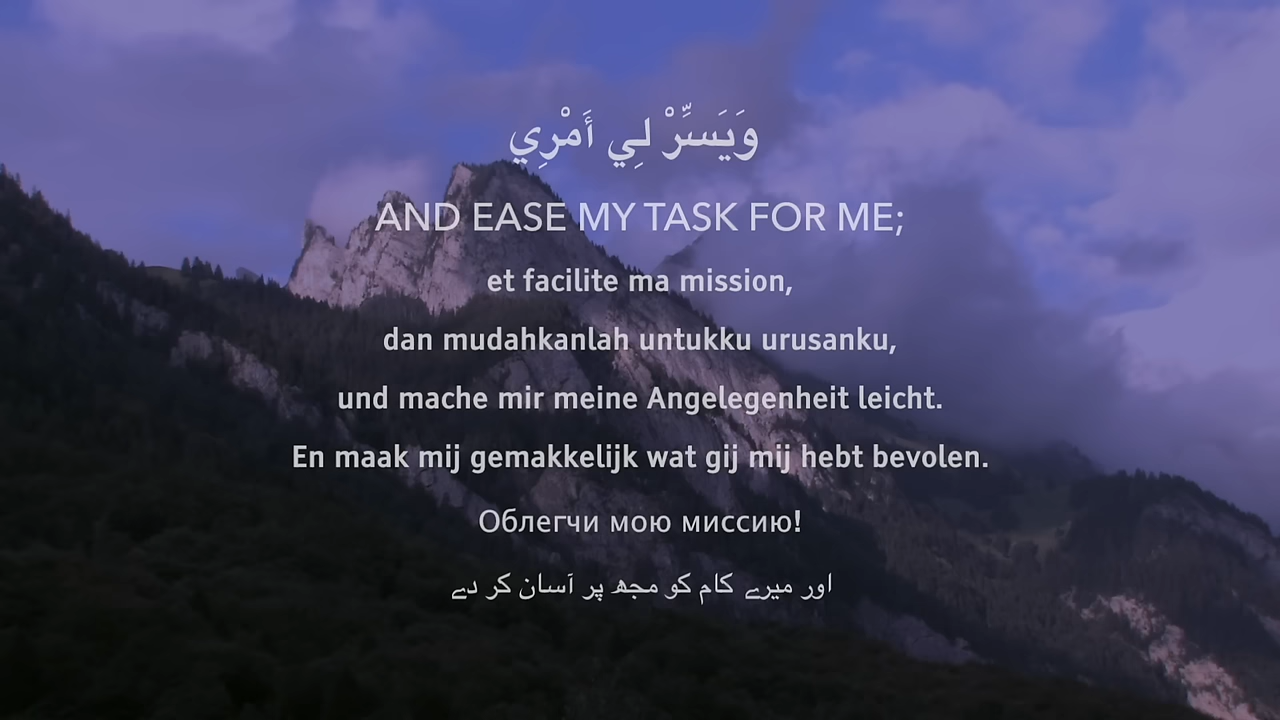 وَيَسِّرْ لِي أَمْرِي
AND EASE MY TASK FOR ME;
et facilite ma mission,
dan mudahkanlah untukku urusanku,
und mache mir meine Angelegenheit leicht.
En maak mij gemakkelijk wat gij mij hebt bevolen.
Облегчи мою миссию!
اور میرے کام کو مجھ پر آسان کر دے